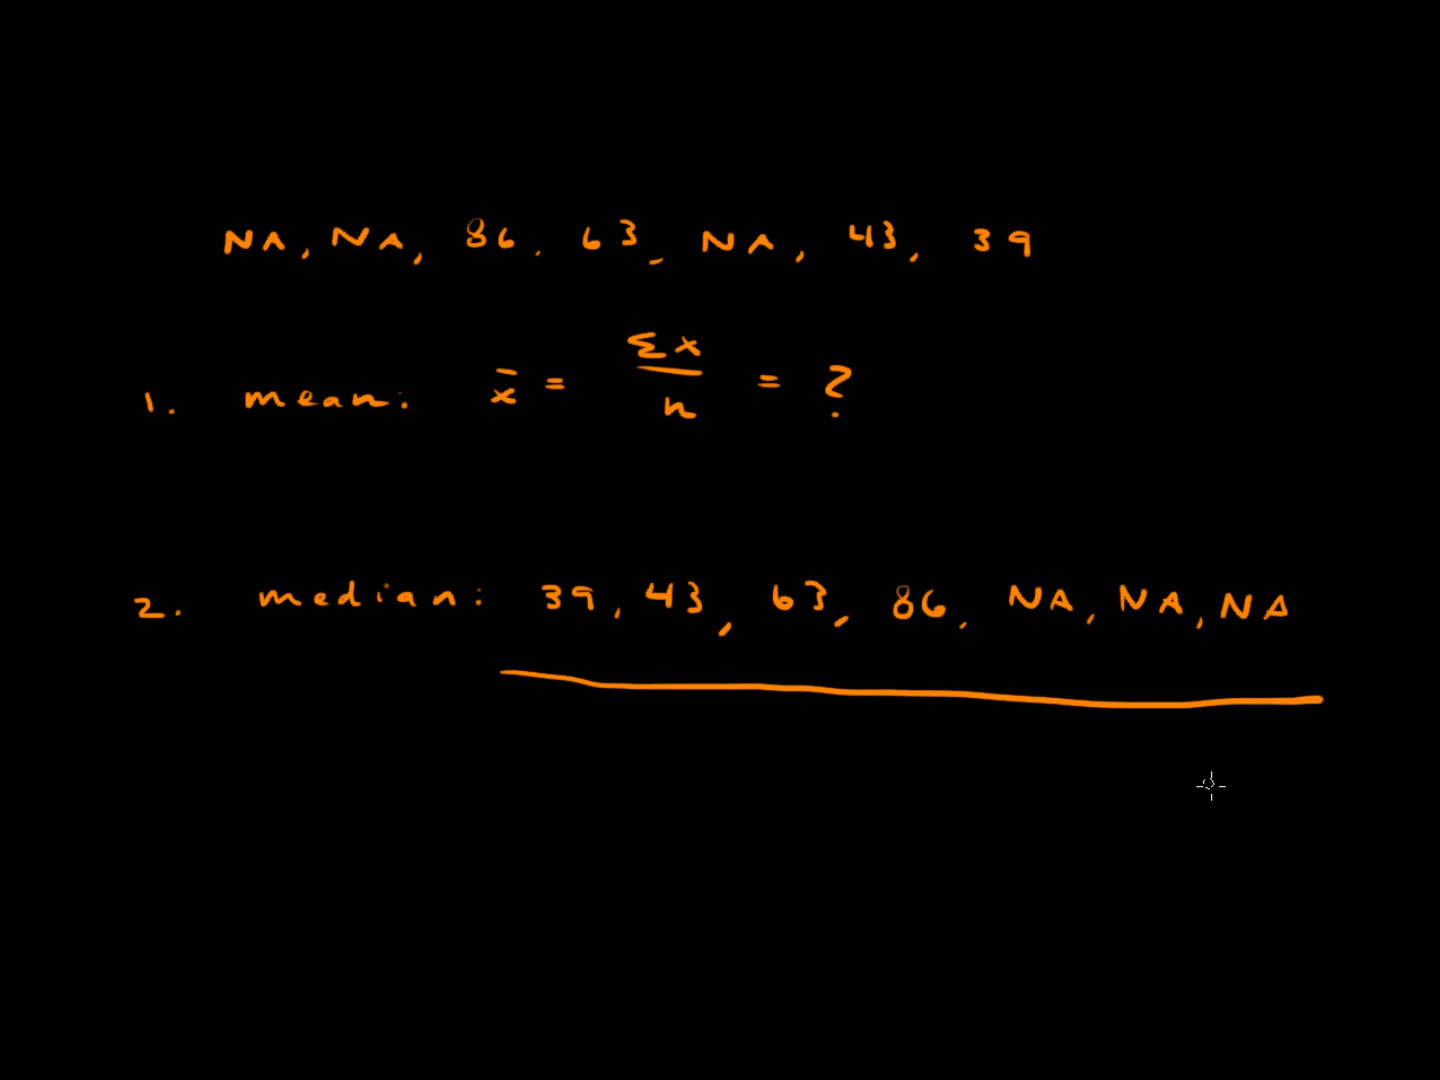 NA, NA, 86, 63, NA, 43, 39
1. mean: x̄ = Σx / n = ?
2. median: 39, 43, 63, 86, NA, NA, NA